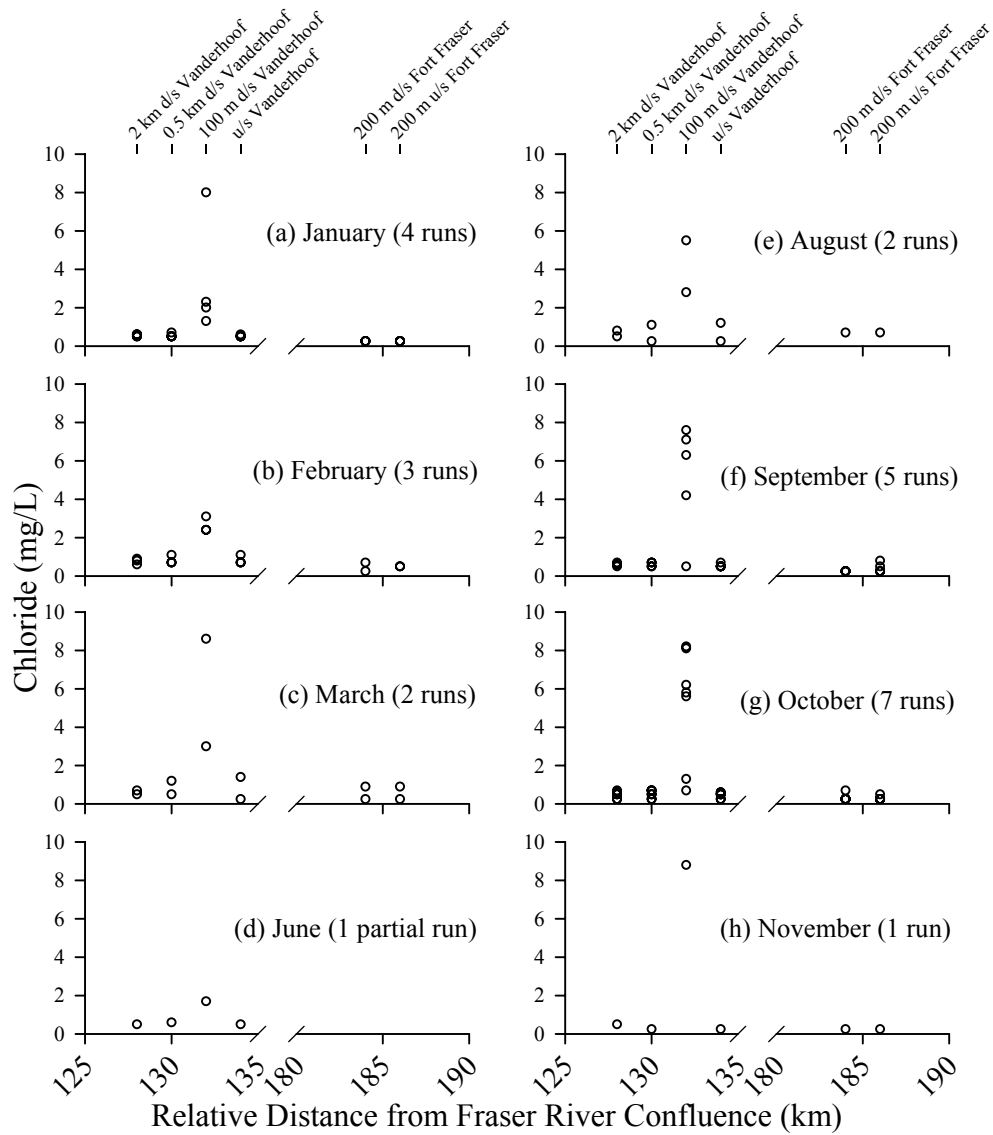 2 km d/s Vanderhoof
0.5 km d/s Vanderhoof
100 m d/s Vanderhoof
u/s Vanderhoof
200 m d/s Fort Fraser
200 m u/s Fort Fraser
2 km d/s Vanderhoof
0.5 km d/s Vanderhoof
100 m d/s Vanderhoof
u/s Vanderhoof
200 m d/s Fort Fraser
200 m u/s Fort Fraser
Chloride (mg/L)
10
8
6
4
2
0
(a) January (4 runs)
10
8
6
4
2
0
(e) August (2 runs)
10
8
6
4
2
0
(b) February (3 runs)
10
8
6
4
2
0
(f) September (5 runs)
10
8
6
4
2
0
(c) March (2 runs)
10
8
6
4
2
0
(g) October (7 runs)
10
8
6
4
2
0
(d) June (1 partial run)
10
8
6
4
2
0
(h) November (1 run)
125 130 135 180 185 190
125 130 135 180 185 190
Relative Distance from Fraser River Confluence (km)